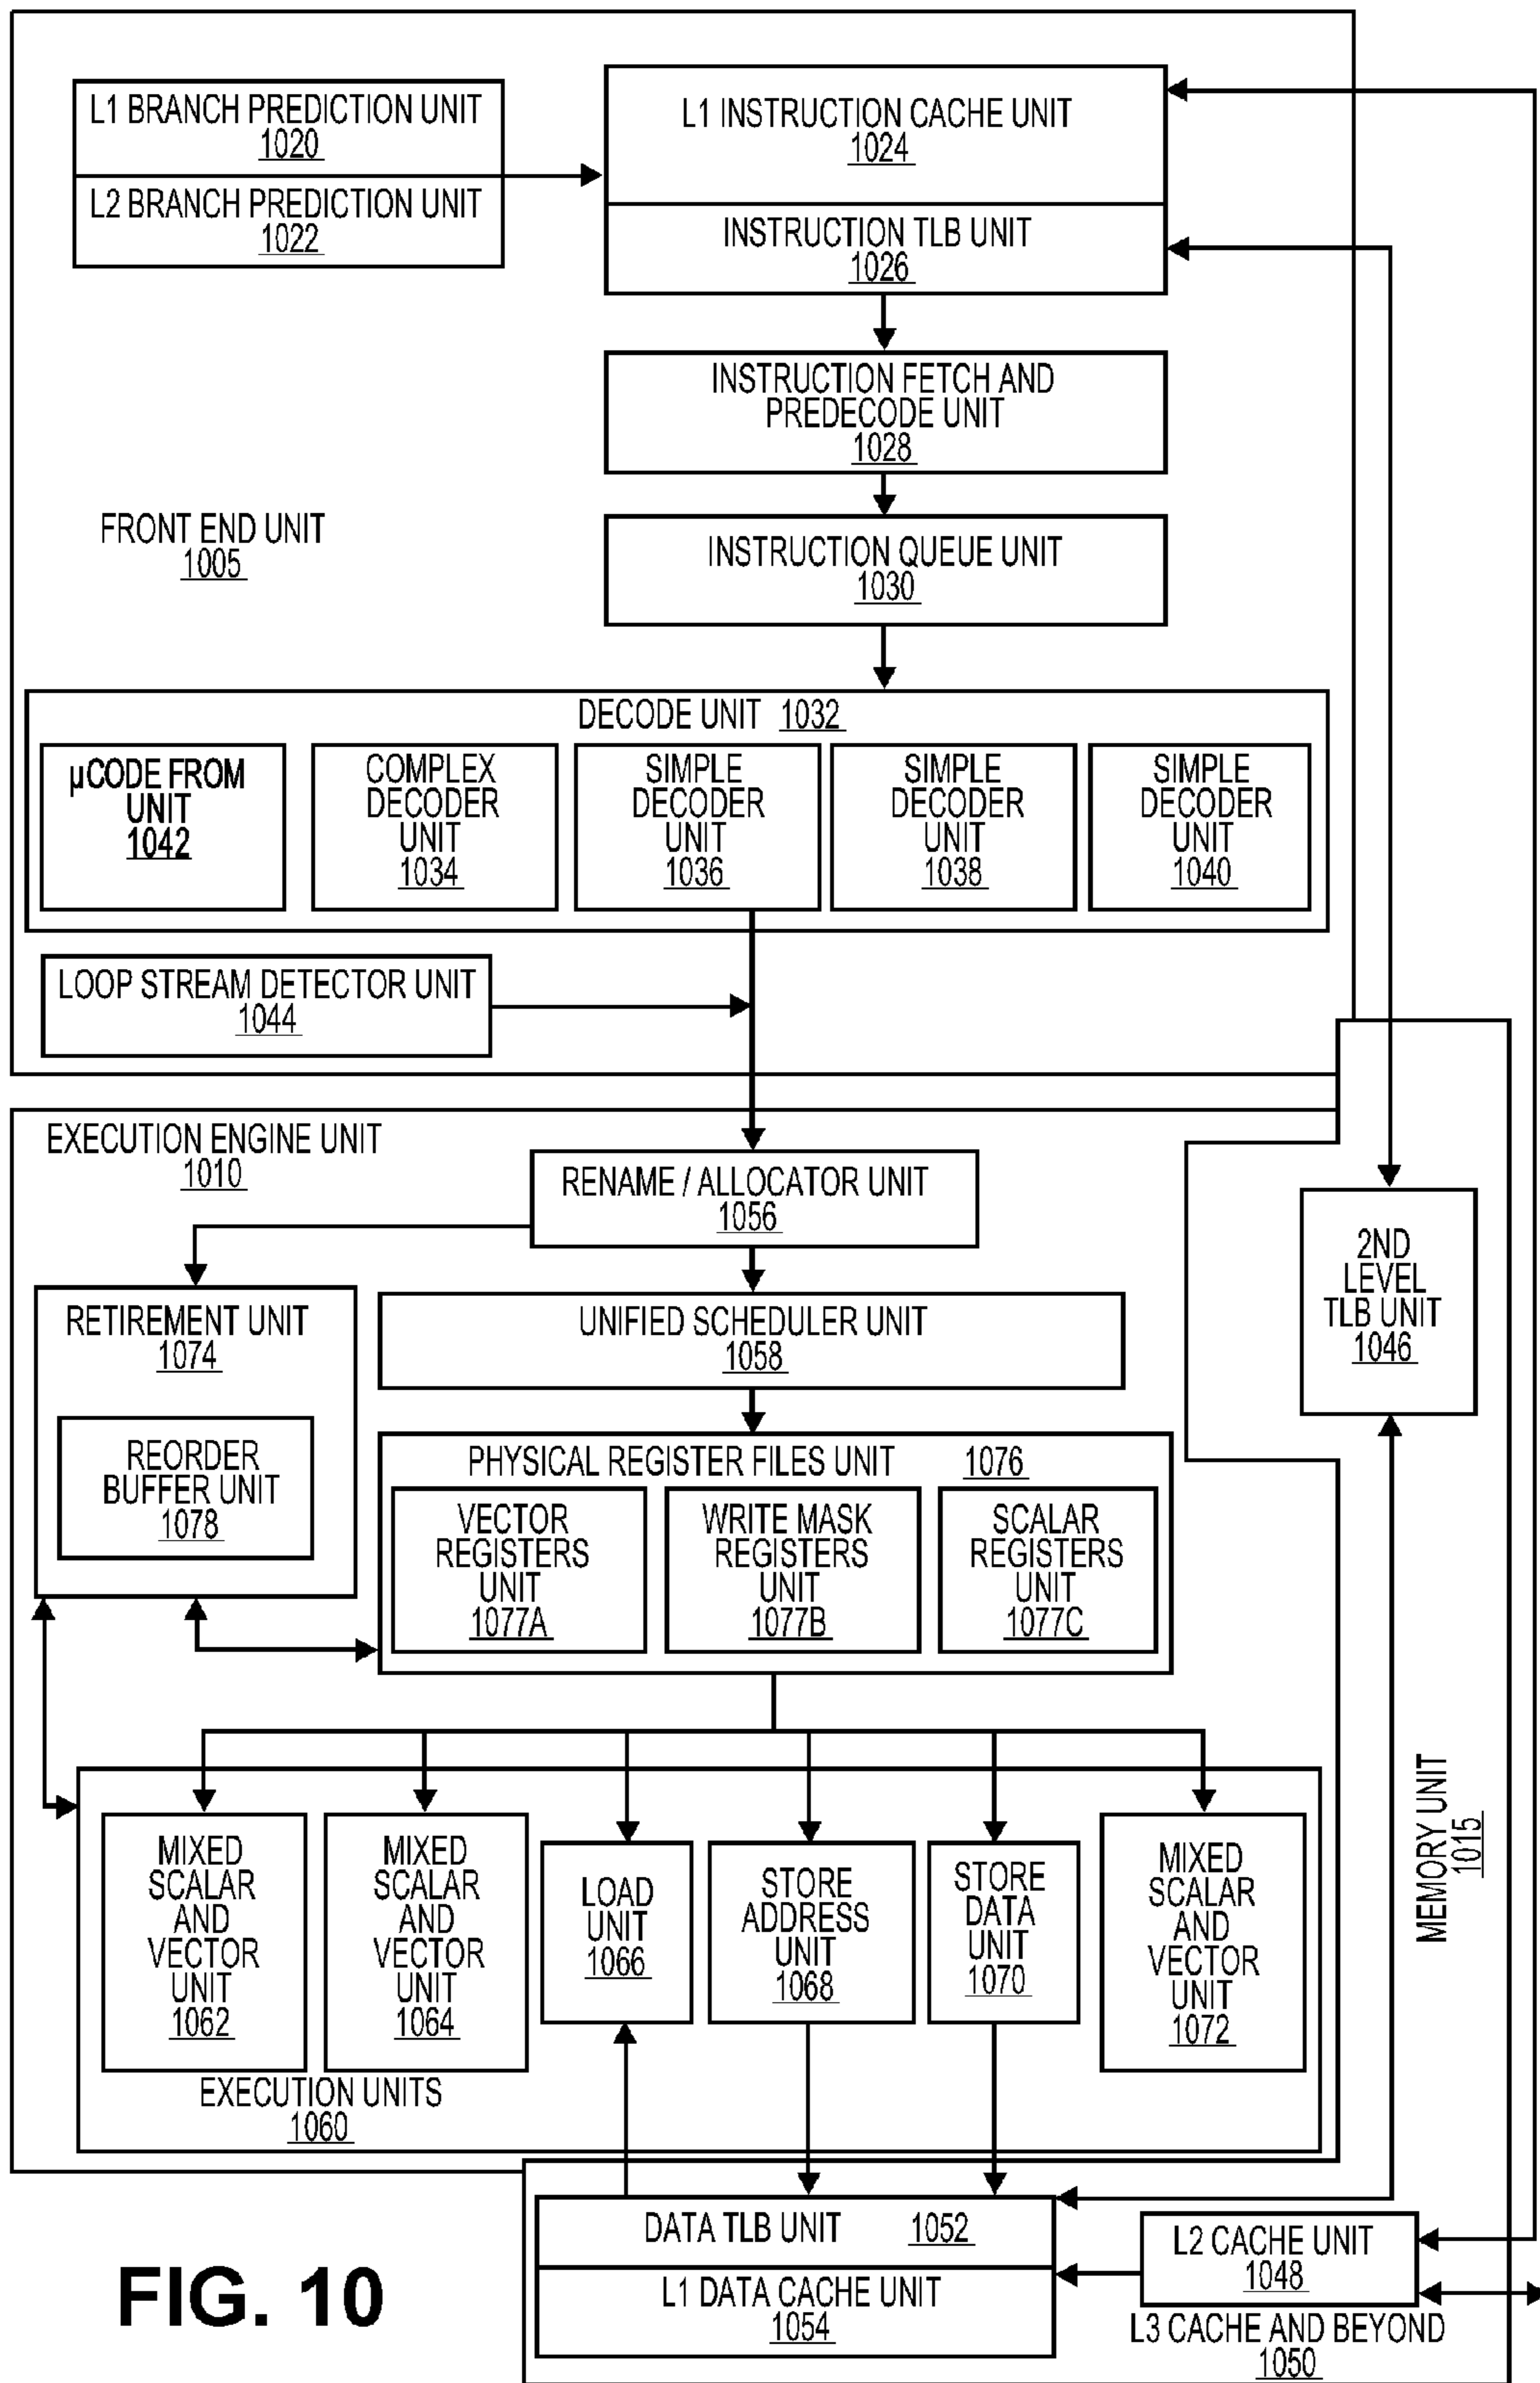 L1 BRANCH PREDICTION UNIT
1020
L2 BRANCH PREDICTION UNIT
1022
L1 INSTRUCTION CACHE UNIT
1024
INSTRUCTION TLB UNIT
1026
INSTRUCTION FETCH AND
PREDECODE UNIT
1028
FRONT END UNIT
1005
INSTRUCTION QUEUE UNIT
1030
DECODE UNIT 1032
µCODE FROM
UNIT
1042
COMPLEX
DECODER
UNIT
1034
SIMPLE
DECODER
UNIT
1036
SIMPLE
DECODER
UNIT
1038
SIMPLE
DECODER
UNIT
1040
LOOP STREAM DETECTOR UNIT
1044
EXECUTION ENGINE UNIT
1010
RENAME / ALLOCATOR UNIT
1056
2ND
LEVEL
TLB UNIT
1046
RETIREMENT UNIT
1074
UNIFIED SCHEDULER UNIT
1058
REORDER
BUFFER UNIT
1078
PHYSICAL REGISTER FILES UNIT 1076
VECTOR
REGISTERS
UNIT
1077A
WRITE MASK
REGISTERS
UNIT
1077B
SCALAR
REGISTERS
UNIT
1077C
MEMORY UNIT
1015
MIXED
SCALAR
AND
VECTOR
UNIT
1062
MIXED
SCALAR
AND
VECTOR
UNIT
1064
LOAD
UNIT
1066
STORE
ADDRESS
UNIT
1068
STORE
DATA
UNIT
1070
MIXED
SCALAR
AND
VECTOR
UNIT
1072
EXECUTION UNITS
1060
DATA TLB UNIT 1052
L1 DATA CACHE UNIT
1054
L2 CACHE UNIT
1048
L3 CACHE AND BEYOND
1050
FIG. 10